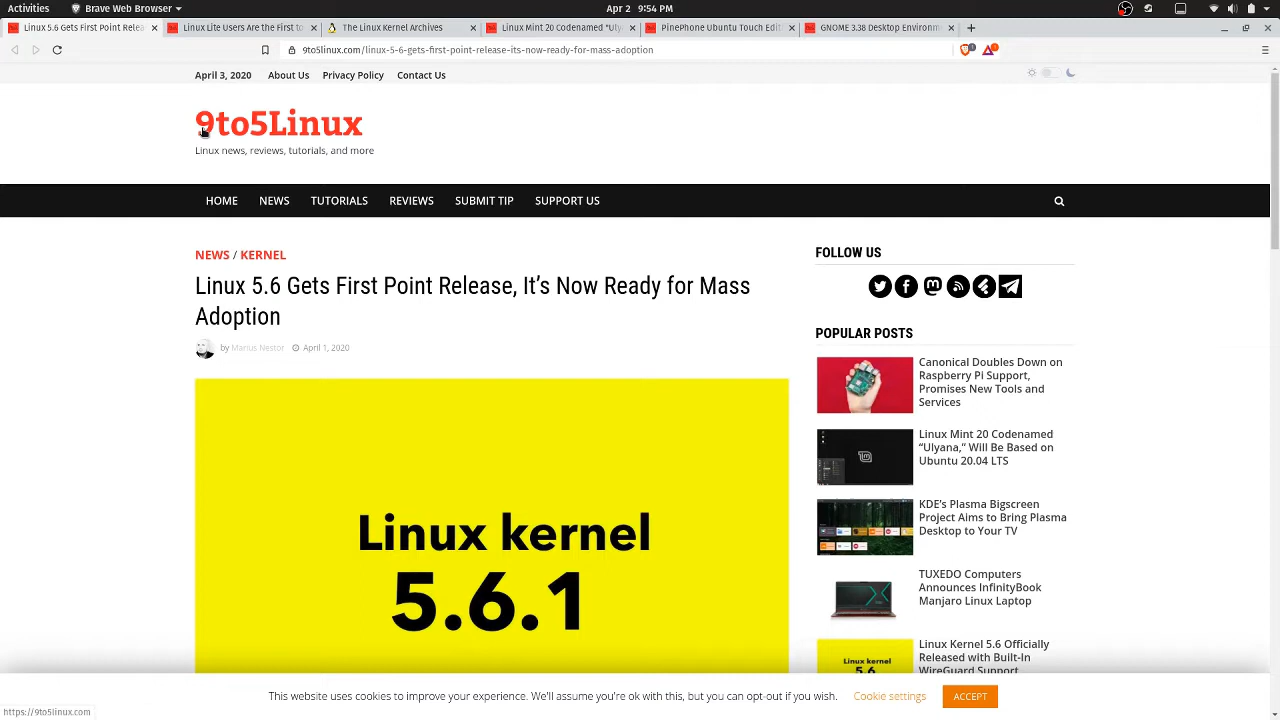 Activities
Brave Web Browser
Apr 2 9:54 PM
Linux 5.6 Gets First Point Relea
Linux Lite Users Are the First to
The Linux Kernel Archives
Linux Mint 20 Codenamed "Uly
PinePhone Ubuntu Touch Editi
GNOME 3.38 Desktop Environm
9to5linux.com/linux-5-6-gets-first-point-release-its-now-ready-for-mass-adoption
April 3, 2020 About Us Privacy Policy Contact Us
9to5Linux
Linux news, reviews, tutorials, and more
HOME NEWS TUTORIALS REVIEWS SUBMIT TIP SUPPORT US
NEWS / KERNEL
Linux 5.6 Gets First Point Release, It's Now Ready for Mass
Adoption
by Marius Nestor April 1, 2020
Linux kernel
5.6.1
FOLLOW US
POPULAR POSTS
Canonical Doubles Down on
Raspberry Pi Support,
Promises New Tools and
Services
Linux Mint 20 Codenamed
“Ulyana,” Will Be Based on
Ubuntu 20.04 LTS
KDE's Plasma Bigscreen
Project Aims to Bring Plasma
Desktop to Your TV
TUXEDO Computers
Announces InfinityBook
Manjaro Linux Laptop
Linux kernel
5.6
Linux Kernel 5.6 Officially
Released with Built-In
WireGuard Support
This website uses cookies to improve your experience. We'll assume you're ok with this, but you can opt-out if you wish. Cookie settings ACCEPT
https://9to5linux.com